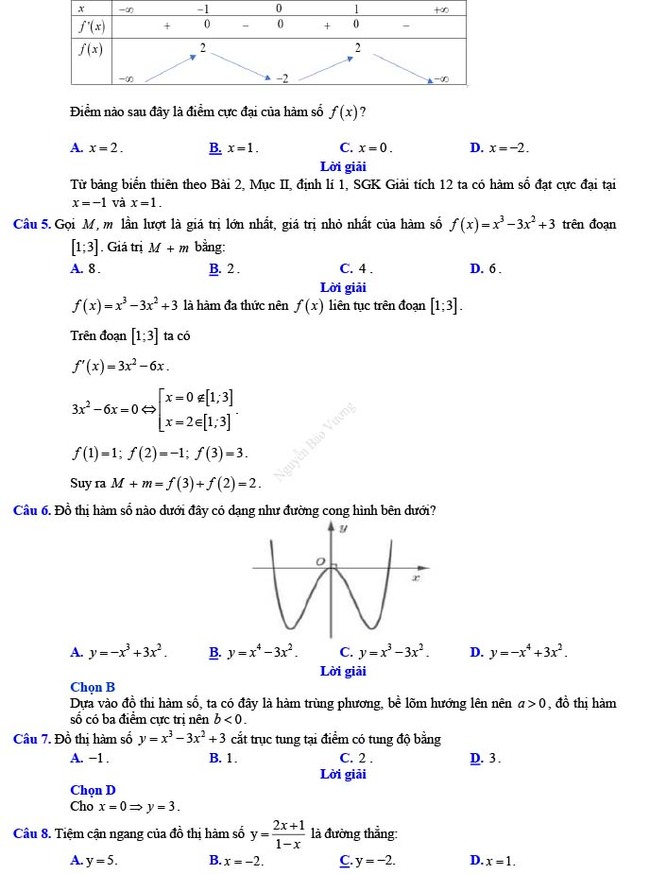 x −∞ −1 0 1 +∞
f'(x) + 0 − 0 + 0 −
f(x) 2 2
−∞ −2 −∞
Điểm nào sau đây là điểm cực đại của hàm số f(x)?
A. x = 2. B. x = 1. C. x = 0. D. x = −2.
Lời giải
Từ bảng biến thiên theo Bài 2, Mục II, định lí 1, SGK Giải tích 12 ta có hàm số đạt cực đại tại
x = −1 và x = 1.
Câu 5. Gọi M, m lần lượt là giá trị lớn nhất, giá trị nhỏ nhất của hàm số f(x) = x³ − 3x² + 3 trên đoạn
[1;3]. Giá trị M + m bằng:
A. 8. B. 2. C. 4. D. 6.
Lời giải
f(x) = x³ − 3x² + 3 là hàm đa thức nên f(x) liên tục trên đoạn [1;3].
Trên đoạn [1;3] ta có
f'(x) = 3x² − 6x.
3x² − 6x = 0 ⇔ [x = 0 ∉ [1;3]
[x = 2 ∈ [1;3].
f(1) = 1; f(2) = −1; f(3) = 3.
Suy ra M + m = f(3) + f(2) = 2.
Nguyễn Bảo Vương
Câu 6. Đồ thị hàm số nào dưới đây có dạng như đường cong hình bên dưới?
y
O
x
A. y = −x³ + 3x². B. y = x⁴ − 3x². C. y = x³ − 3x². D. y = −x⁴ + 3x².
Lời giải
Chọn B
Dựa vào đồ thi hàm số, ta có đây là hàm trùng phương, bề lõm hướng lên nên a > 0, đồ thị hàm
số có ba điểm cực trị nên b < 0.
Câu 7. Đồ thị hàm số y = x³ − 3x² + 3 cắt trục tung tại điểm có tung độ bằng
A. −1. B. 1. C. 2. D. 3.
Lời giải
Chọn D
Cho x = 0 ⇒ y = 3.
Câu 8. Tiệm cận ngang của đồ thị hàm số y = (2x+1)/(1−x) là đường thẳng:
A. y = 5. B. x = −2. C. y = −2. D. x = 1.